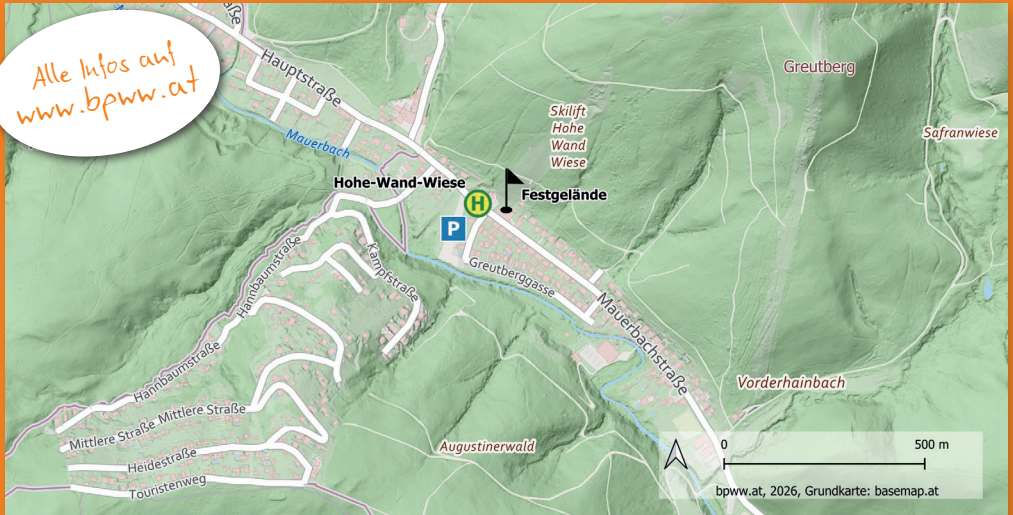 Alle Infos auf
www.bpww.at
aße
Hauptstraße
Mauerbach
Greutberg
Skilift
Hohe
Wand
Wiese
Safranwiese
Hohe-Wand-Wiese
H
Festgelände
P
Greutberggasse
Hannbaumstraße
Kampfstraße
Mauerbachstraße
Hannbaumstraße
Vorderhainbach
Mittlere Straße
Mittlere Straße
Augustinerwald
Heidestraße
Touristenweg
0 500 m
bpww.at, 2026, Grundkarte: basemap.at